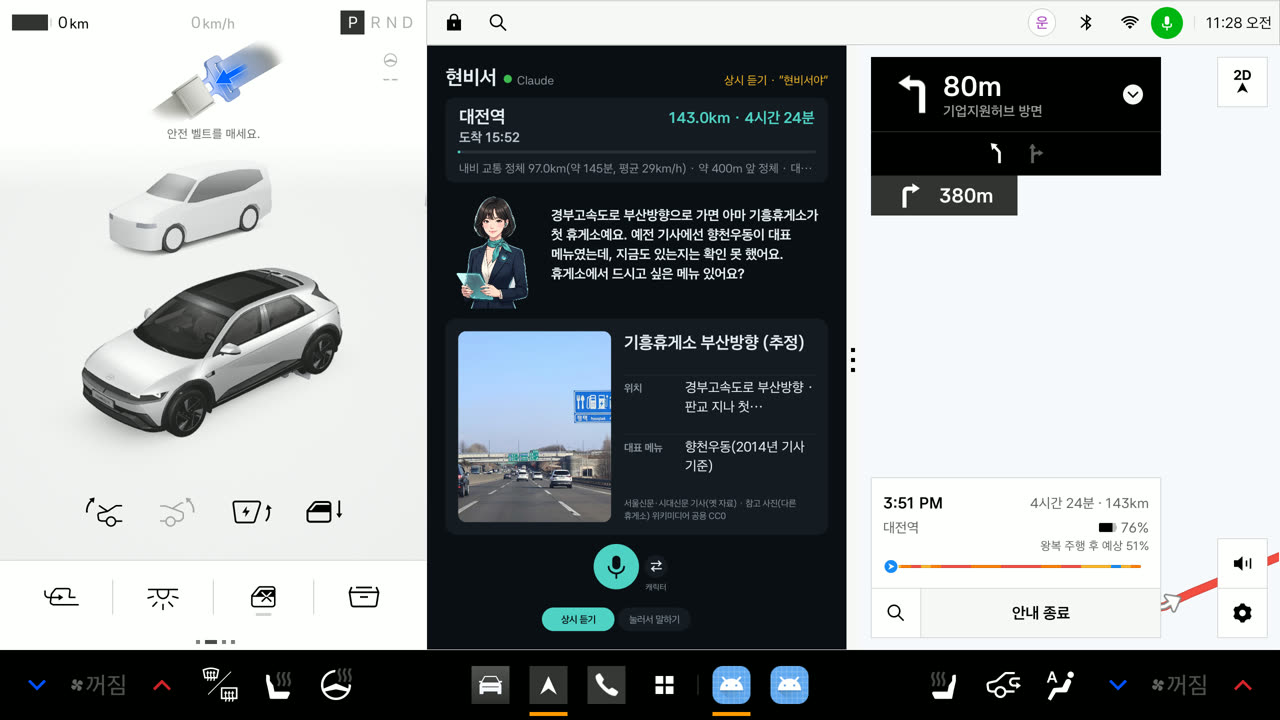 0km
0km/h
P R N D
안전 벨트를 매세요.
운
11:28 오전
현비서
Claude
상시 듣기 · "현비서야"
대전역
143.0km · 4시간 24분
도착 15:52
내비 교통 정체 97.0km(약 145분, 평균 29km/h) · 약 400m 앞 정체 · 대…
경부고속도로 부산방향으로 가면 아마 기흥휴게소가
첫 휴게소예요. 예전 기사에선 향천우동이 대표
메뉴였는데, 지금도 있는지는 확인 못 했어요.
휴게소에서 드시고 싶은 메뉴 있어요?
기흥휴게소 부산방향 (추정)
위치
경부고속도로 부산방향 ·
판교 지나 첫…
대표 메뉴
향천우동(2014년 기사
기준)
서울신문·시대신문 기사(옛 자료) · 참고 사진(다른
휴게소) 위키미디어 공용 CC0
캐릭터
상시 듣기
눌러서 말하기
80m
기업지원허브 방면
380m
2D
3:51 PM
4시간 24분 · 143km
대전역
76%
왕복 주행 후 예상 51%
안내 종료
꺼짐
A
꺼짐